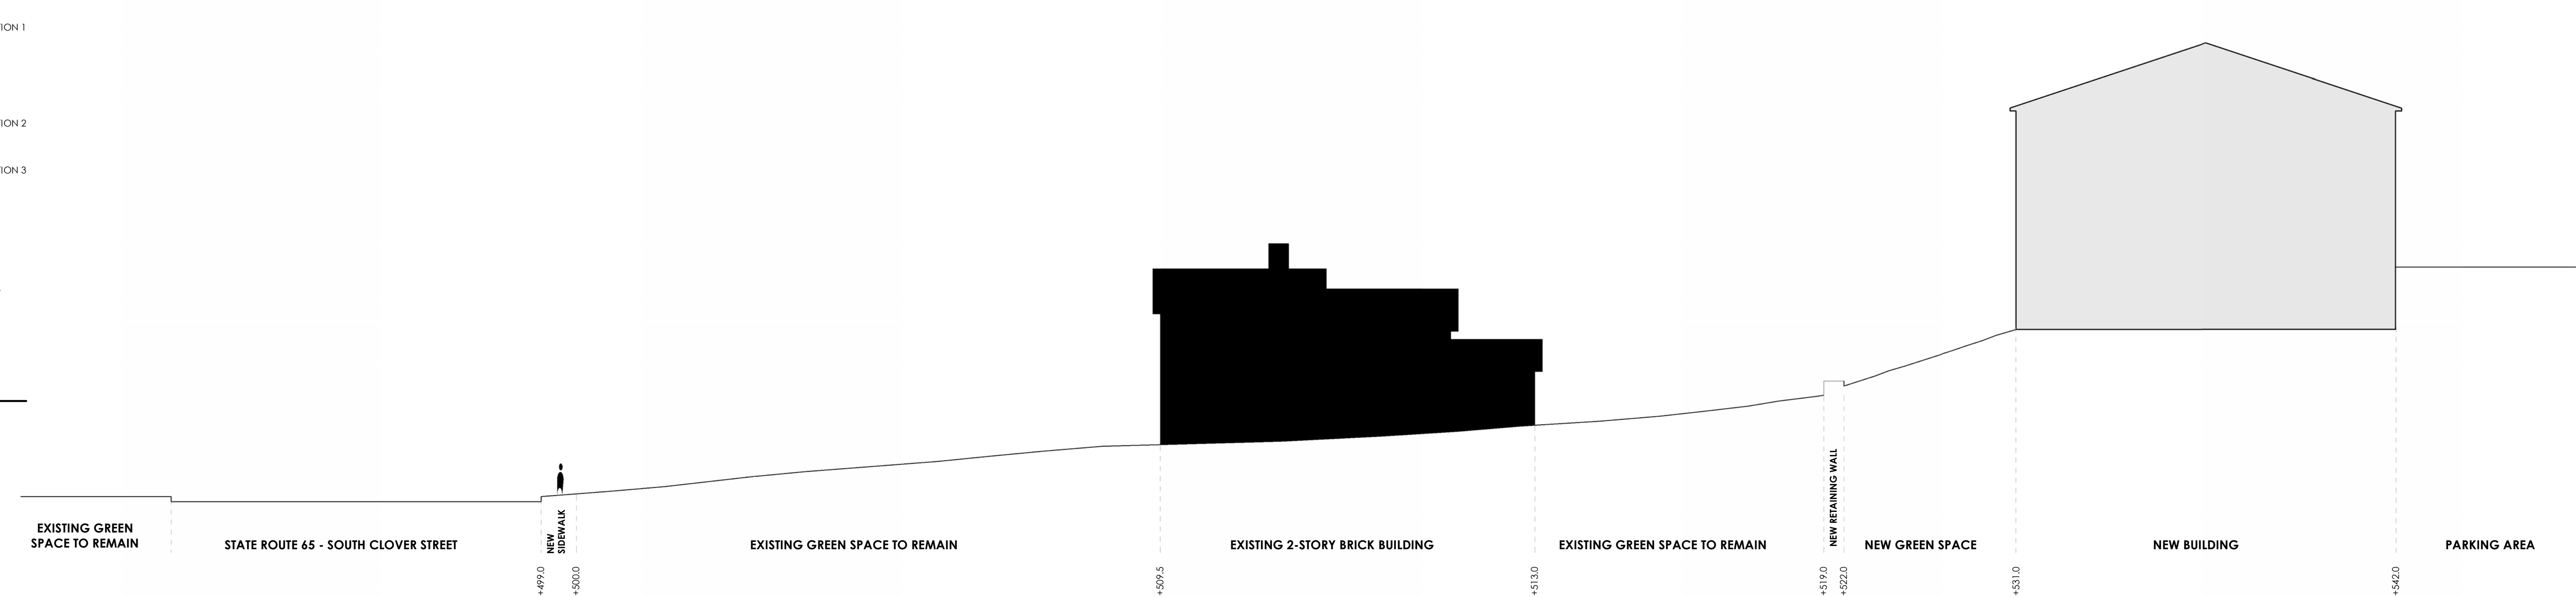 ION 1
ION 2
ION 3
EXISTING GREEN
SPACE TO REMAIN
STATE ROUTE 65 - SOUTH CLOVER STREET
NEW
SIDEWALK
EXISTING GREEN SPACE TO REMAIN
EXISTING 2-STORY BRICK BUILDING
EXISTING GREEN SPACE TO REMAIN
NEW RETAINING WALL
NEW GREEN SPACE
NEW BUILDING
PARKING AREA
+499.0
+500.0
+509.5
+513.0
+519.0
+522.0
+531.0
+542.0